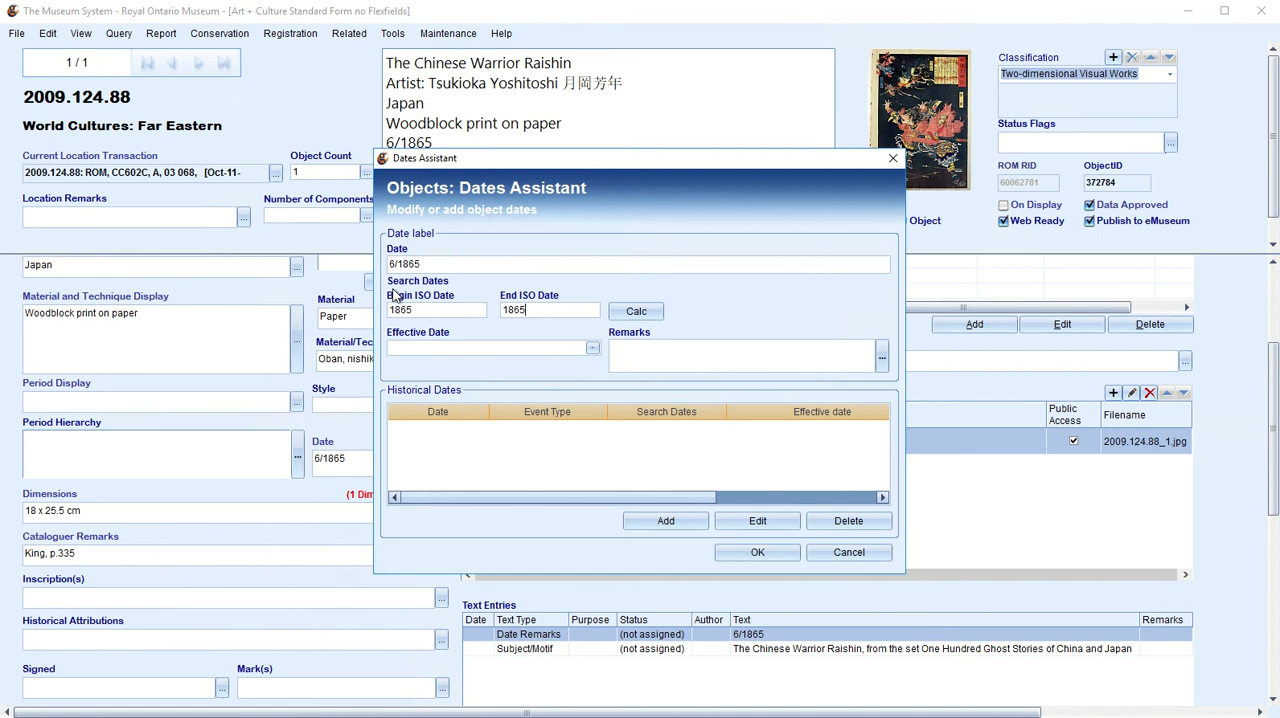 The Museum System - Royal Ontario Museum - [Art + Culture Standard Form no Flexfields]
File Edit View Query Report Conservation Registration Related Tools Maintenance Help
1 / 1
2009.124.88
World Cultures: Far Eastern
Current Location Transaction
2009.124.88: ROM, CC602C, A, 03 068, [Oct-11-
Object Count
1
Location Remarks
Number of Components
The Chinese Warrior Raishin
Artist: Tsukioka Yoshitoshi 月岡芳年
Japan
Woodblock print on paper
6/1865
Classification
Two-dimensional Visual Works
Status Flags
ROM RID ObjectID
60062781 372784
On Display Data Approved
Object Web Ready Publish to eMuseum
Dates Assistant
Objects: Dates Assistant
Modify or add object dates
Date label
Date
6/1865
Search Dates
Begin ISO Date End ISO Date
1865 1865 Calc
Effective Date Remarks
Historical Dates
Date Event Type Search Dates Effective date
Add Edit Delete
OK Cancel
Japan
Material and Technique Display
Woodblock print on paper
Material
Paper
Material/Tec
Oban, nishik
Period Display
Style
Period Hierarchy
Date
6/1865
Dimensions (1 Dim
18 x 25.5 cm
Cataloguer Remarks
King, p.335
Inscription(s)
Historical Attributions
Signed Mark(s)
Add Edit Delete
Public Access Filename
2009.124.88_1.jpg
Text Entries
Date Text Type Purpose Status Author Text Remarks
Date Remarks (not assigned) 6/1865
Subject/Motif (not assigned) The Chinese Warrior Raishin, from the set One Hundred Ghost Stories of China and Japan